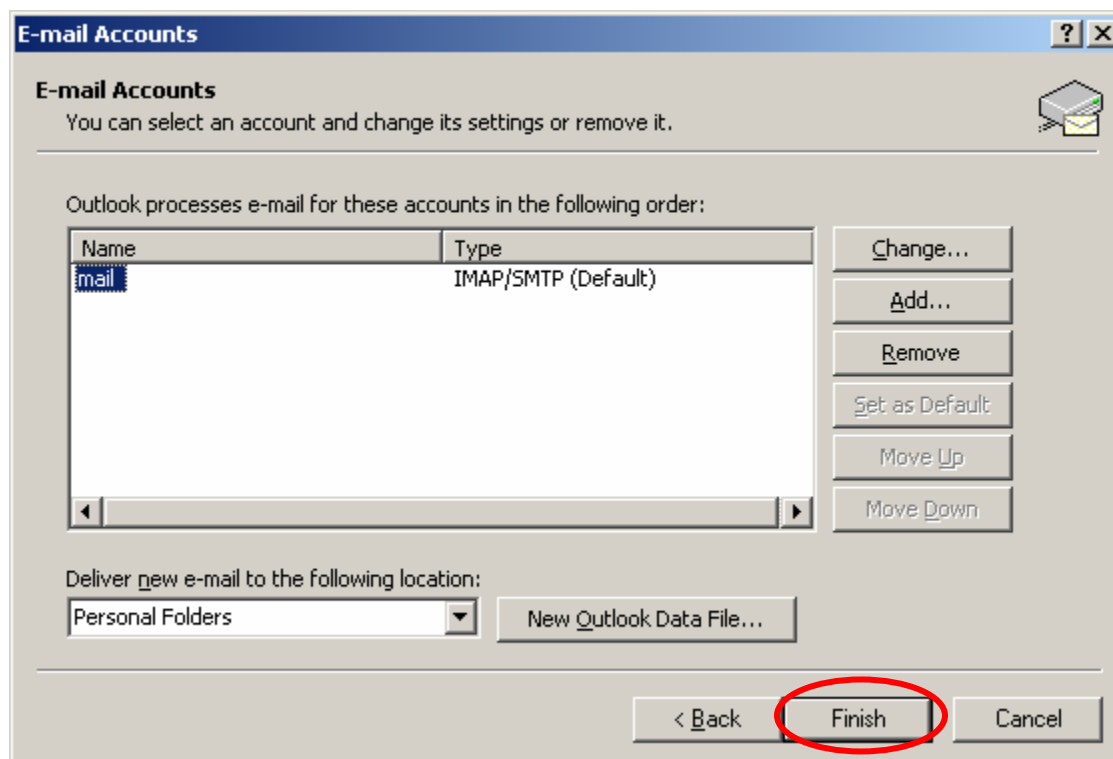 E-mail Accounts
E-mail Accounts
You can select an account and change its settings or remove it.
Outlook processes e-mail for these accounts in the following order:
Name Type
mail IMAP/SMTP (Default)
Change...
Add...
Remove
Set as Default
Move Up
Move Down
Deliver new e-mail to the following location:
Personal Folders New Outlook Data File...
< Back Finish Cancel